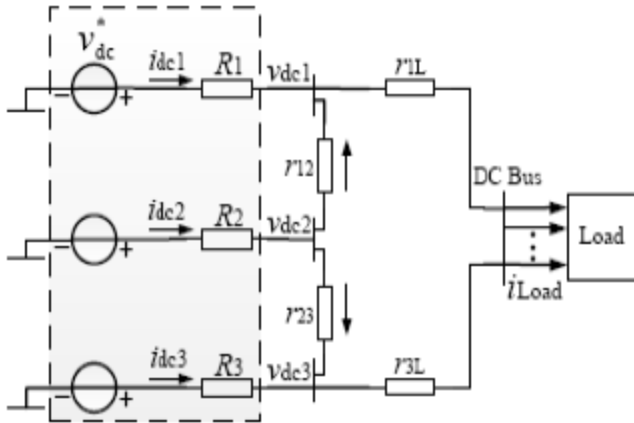 v*dc
idc1
R1
vdc1
r1L
r12
DC Bus
idc2
R2
vdc2
Load
iLoad
r23
idc3
R3
vdc3
r3L